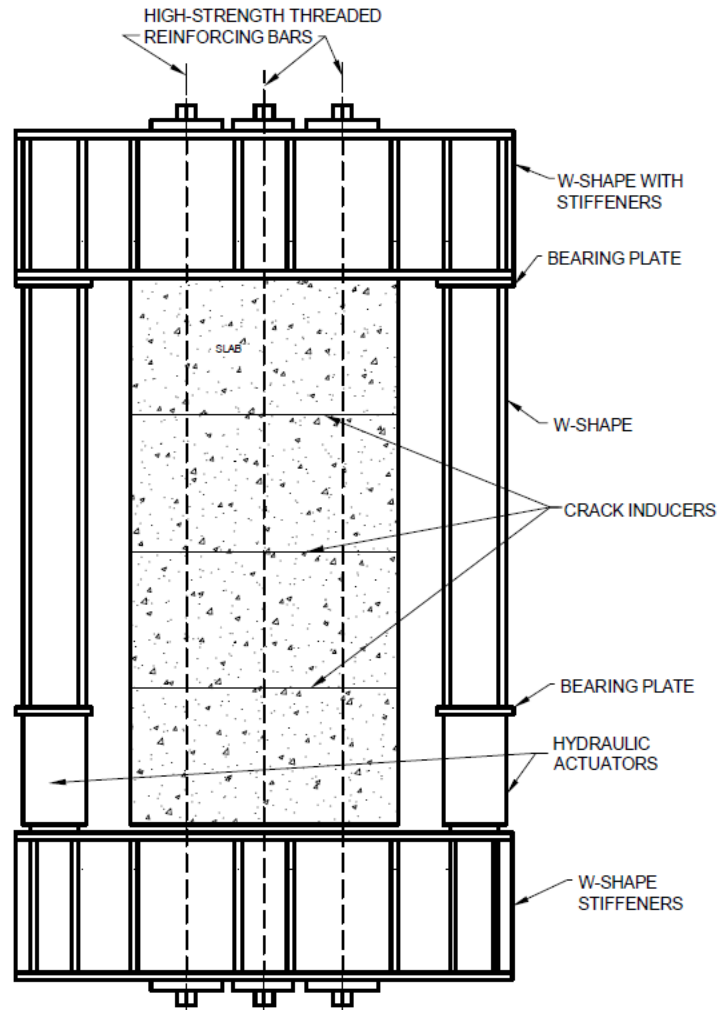 HIGH-STRENGTH THREADED
REINFORCING BARS
W-SHAPE WITH
STIFFENERS
BEARING PLATE
SLAB
W-SHAPE
CRACK INDUCERS
BEARING PLATE
HYDRAULIC
ACTUATORS
W-SHAPE
STIFFENERS